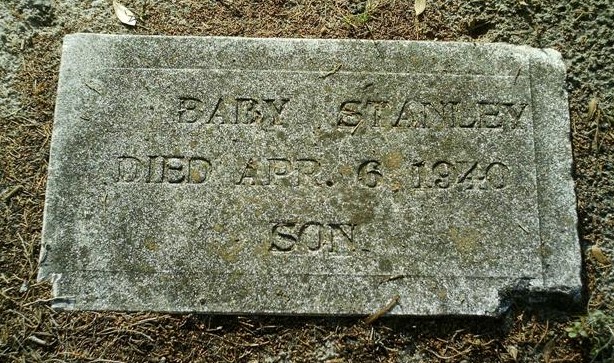 BABY STANLEY
DIED APR. 6, 1940
SON